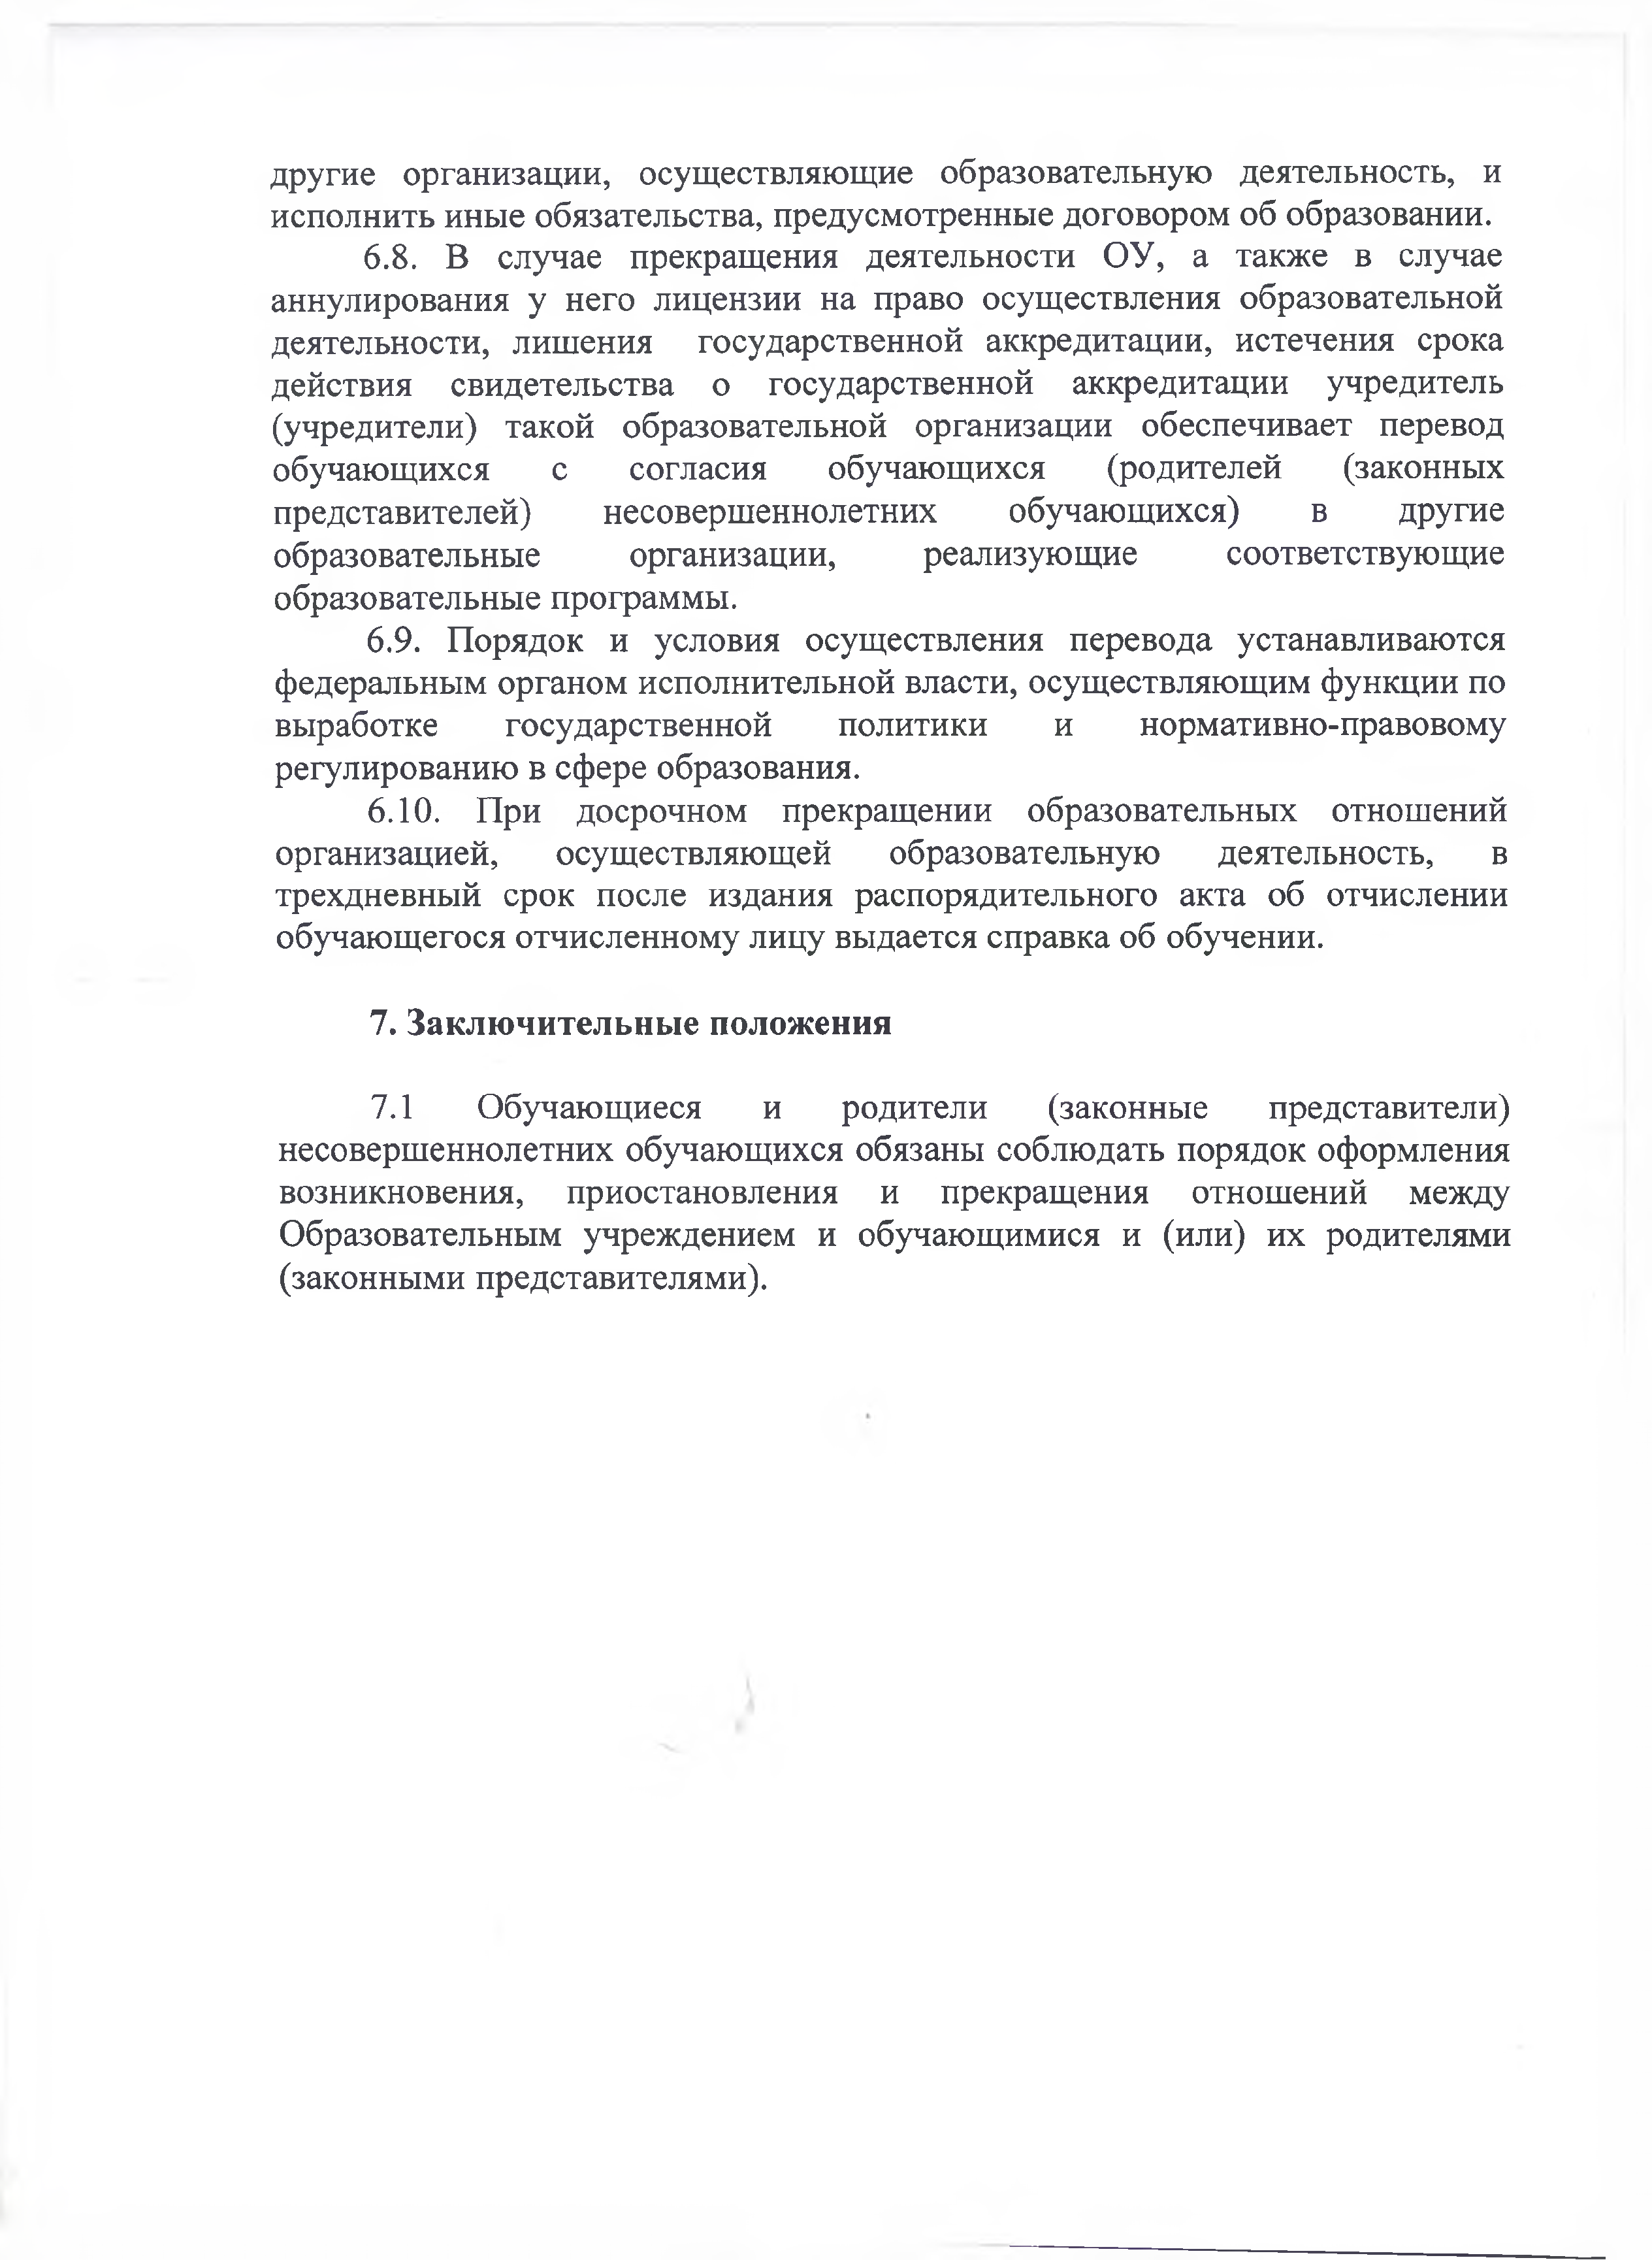 другие организации, осуществляющие образовательную деятельность, и
исполнить иные обязательства, предусмотренные договором об образовании.
6.8. В случае прекращения деятельности ОУ, а также в случае
аннулирования у него лицензии на право осуществления образовательной
деятельности, лишения государственной аккредитации, истечения срока
действия свидетельства о государственной аккредитации учредитель
(учредители) такой образовательной организации обеспечивает перевод
обучающихся с согласия обучающихся (родителей (законных
представителей) несовершеннолетних обучающихся) в другие
образовательные организации, реализующие соответствующие
образовательные программы.
6.9. Порядок и условия осуществления перевода устанавливаются
федеральным органом исполнительной власти, осуществляющим функции по
выработке государственной политики и нормативно-правовому
регулированию в сфере образования.
6.10. При досрочном прекращении образовательных отношений
организацией, осуществляющей образовательную деятельность, в
трехдневный срок после издания распорядительного акта об отчислении
обучающегося отчисленному лицу выдается справка об обучении.
7. Заключительные положения
7.1 Обучающиеся и родители (законные представители)
несовершеннолетних обучающихся обязаны соблюдать порядок оформления
возникновения, приостановления и прекращения отношений между
Образовательным учреждением и обучающимися и (или) их родителями
(законными представителями).